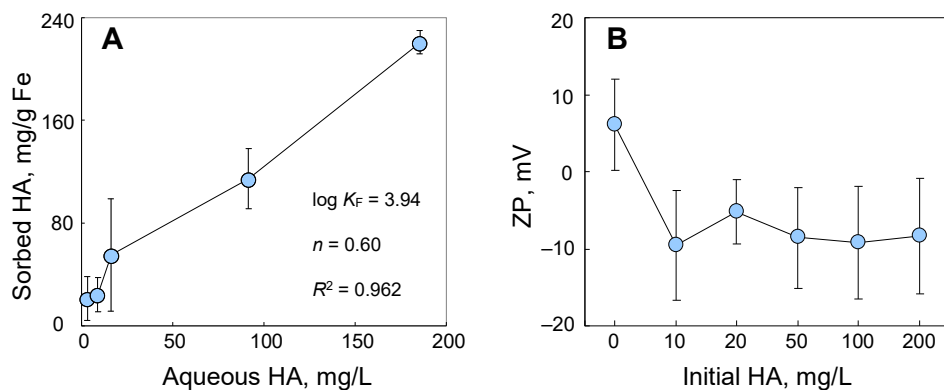 A
Sorbed HA, mg/g Fe
240
160
80
0
log KF = 3.94
n = 0.60
R² = 0.962
0 50 100 150 200
Aqueous HA, mg/L
B
ZP, mV
20
10
0
–10
–20
0 10 20 50 100 200
Initial HA, mg/L